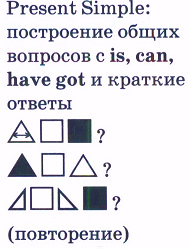 Present Simple:
построение общих
вопросов с is, can,
have got и краткие
ответы
?
?
?
(повторение)